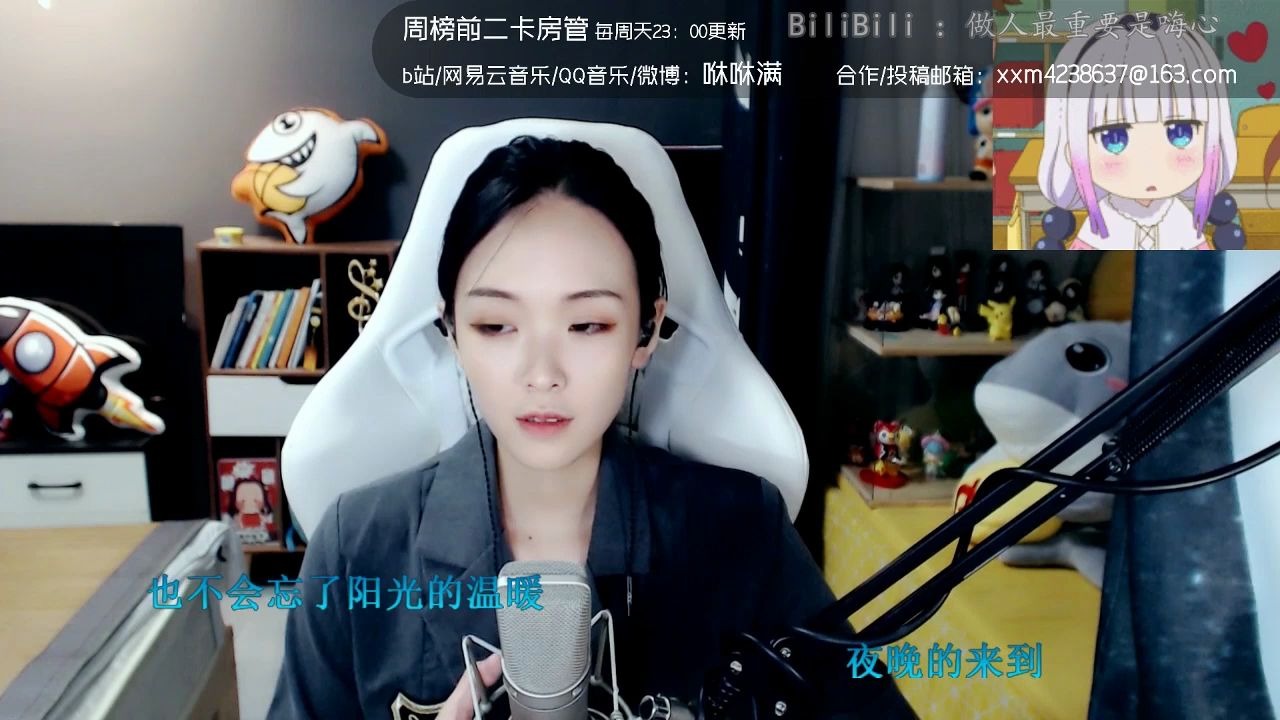 周榜前二卡房管 每周天23：00更新
BiliBili ：做人最重要是嗨心
b站/网易云音乐/QQ音乐/微博：咻咻满
合作/投稿邮箱：xxm4238637@163.com
也不会忘了阳光的温暖
夜晚的来到